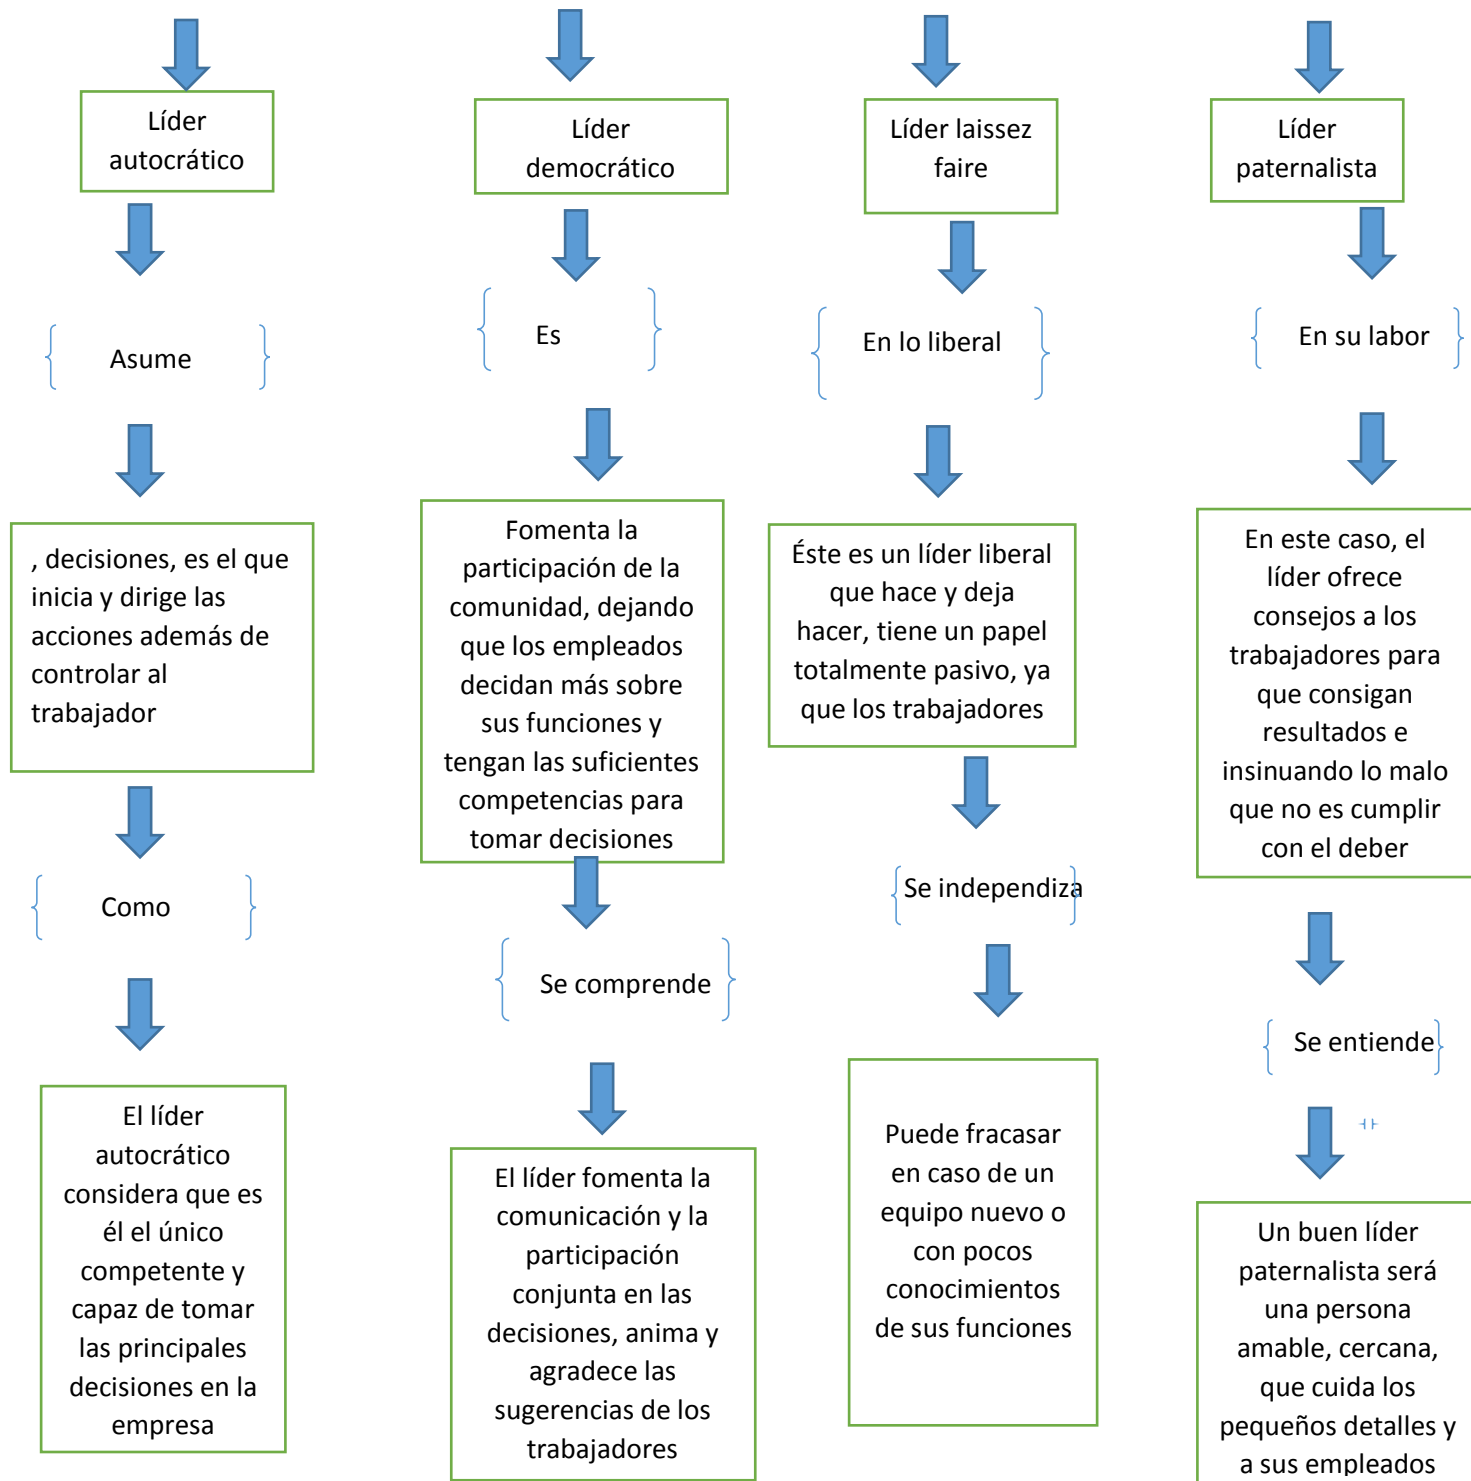 Líder
autocrático
Asume
, decisiones, es el que
inicia y dirige las
acciones además de
controlar al
trabajador
Como
El líder
autocrático
considera que es
él el único
competente y
capaz de tomar
las principales
decisiones en la
empresa
Líder
democrático
Es
Fomenta la
participación de la
comunidad, dejando
que los empleados
decidan más sobre
sus funciones y
tengan las suficientes
competencias para
tomar decisiones
Se comprende
El líder fomenta la
comunicación y la
participación
conjunta en las
decisiones, anima y
agradece las
sugerencias de los
trabajadores
Líder laissez
faire
En lo liberal
Éste es un líder liberal
que hace y deja
hacer, tiene un papel
totalmente pasivo, ya
que los trabajadores
Se independiza
Puede fracasar
en caso de un
equipo nuevo o
con pocos
conocimientos
de sus funciones
Líder
paternalista
En su labor
En este caso, el
líder ofrece
consejos a los
trabajadores para
que consigan
resultados e
insinuando lo malo
que no es cumplir
con el deber
Se entiende
Un buen líder
paternalista será
una persona
amable, cercana,
que cuida los
pequeños detalles y
a sus empleados